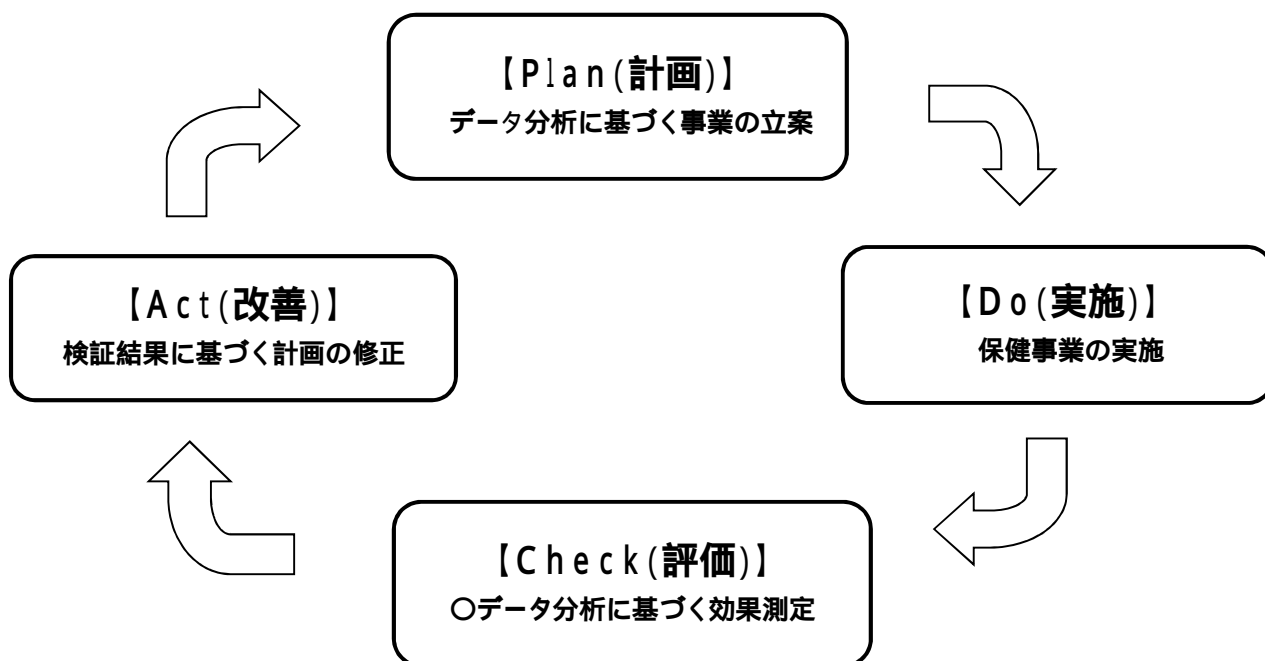 【Plan(計画)】
データ分析に基づく事業の立案
【Do(実施)】
保健事業の実施
【Check(評価)】
〇データ分析に基づく効果測定
【Act(改善)】
検証結果に基づく計画の修正